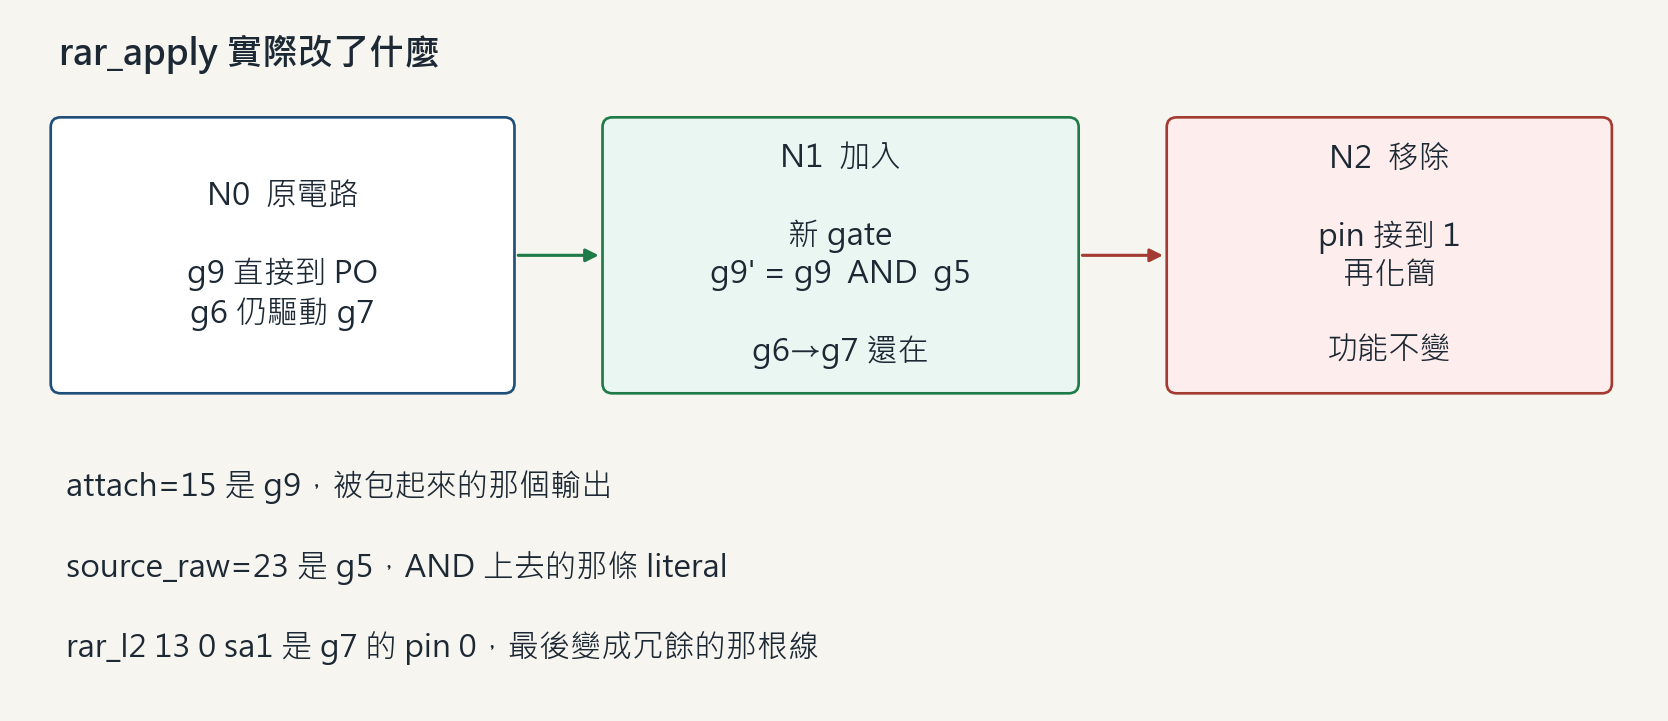 rar_apply 實際改了什麼
N0 原電路
g9 直接到 PO
g6 仍驅動 g7
N1 加入
新 gate
g9' = g9 AND g5
g6→g7 還在
N2 移除
pin 接到 1
再化簡
功能不變
attach=15 是 g9，被包起來的那個輸出
source_raw=23 是 g5，AND 上去的那條 literal
rar_l2 13 0 sa1 是 g7 的 pin 0，最後變成冗餘的那根線